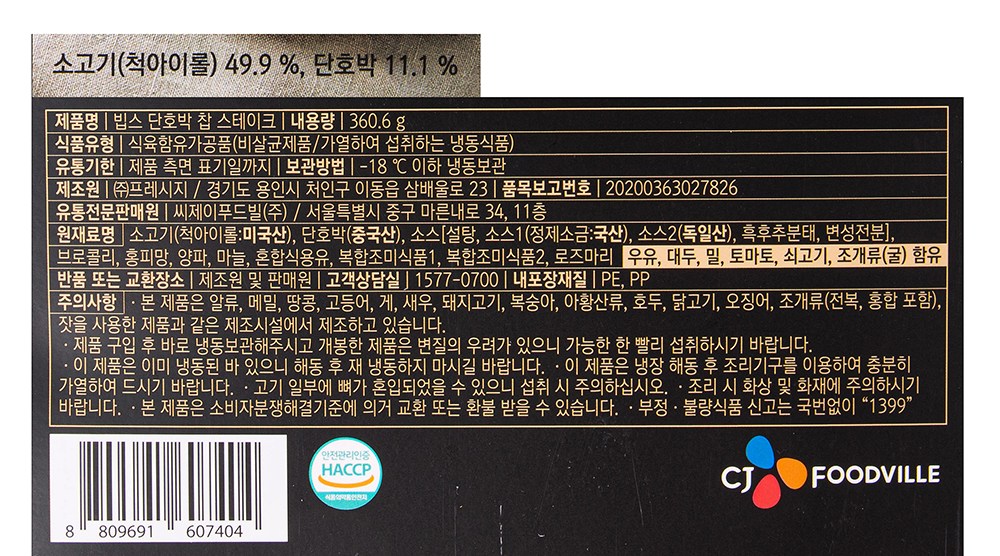 소고기(척아이롤) 49.9 %, 단호박 11.1 %
제품명 | 빕스 단호박 찹 스테이크 | 내용량 | 360.6 g
식품유형 | 식육함유가공품(비살균제품/가열하여 섭취하는 냉동식품)
유통기한 | 제품 측면 표기일까지 | 보관방법 | -18 ℃ 이하 냉동보관
제조원 | ㈜프레시지 / 경기도 용인시 처인구 이동읍 삼배울로 23 | 품목보고번호 | 20200363027826
유통전문판매원 | 씨제이푸드빌(주) / 서울특별시 중구 마른내로 34, 11층
원재료명 | 소고기(척아이롤:미국산), 단호박(중국산), 소스[설탕, 소스1(정제소금:국산), 소스2(독일산), 흑후추분태, 변성전분],
브로콜리, 홍피망, 양파, 마늘, 혼합식용유, 복합조미식품1, 복합조미식품2, 로즈마리 우유, 대두, 밀, 토마토, 쇠고기, 조개류(굴) 함유
반품 또는 교환장소 | 제조원 및 판매원 | 고객상담실 | 1577-0700 | 내포장재질 | PE, PP
주의사항 | · 본 제품은 알류, 메밀, 땅콩, 고등어, 게, 새우, 돼지고기, 복숭아, 아황산류, 호두, 닭고기, 오징어, 조개류(전복, 홍합 포함),
잣을 사용한 제품과 같은 제조시설에서 제조하고 있습니다.
· 제품 구입 후 바로 냉동보관해주시고 개봉한 제품은 변질의 우려가 있으니 가능한 한 빨리 섭취하시기 바랍니다.
· 이 제품은 이미 냉동된 바 있으니 해동 후 재 냉동하지 마시길 바랍니다. · 이 제품은 냉장 해동 후 조리기구를 이용하여 충분히
가열하여 드시기 바랍니다. · 고기 일부에 뼈가 혼입되었을 수 있으니 섭취 시 주의하십시오. · 조리 시 화상 및 화재에 주의하시기
바랍니다. · 본 제품은 소비자분쟁해결기준에 의거 교환 또는 환불 받을 수 있습니다. · 부정 · 불량식품 신고는 국번없이 “1399”
안전관리인증
HACCP
식품의약품안전처
CJ FOODVILLE
8 809691 607404